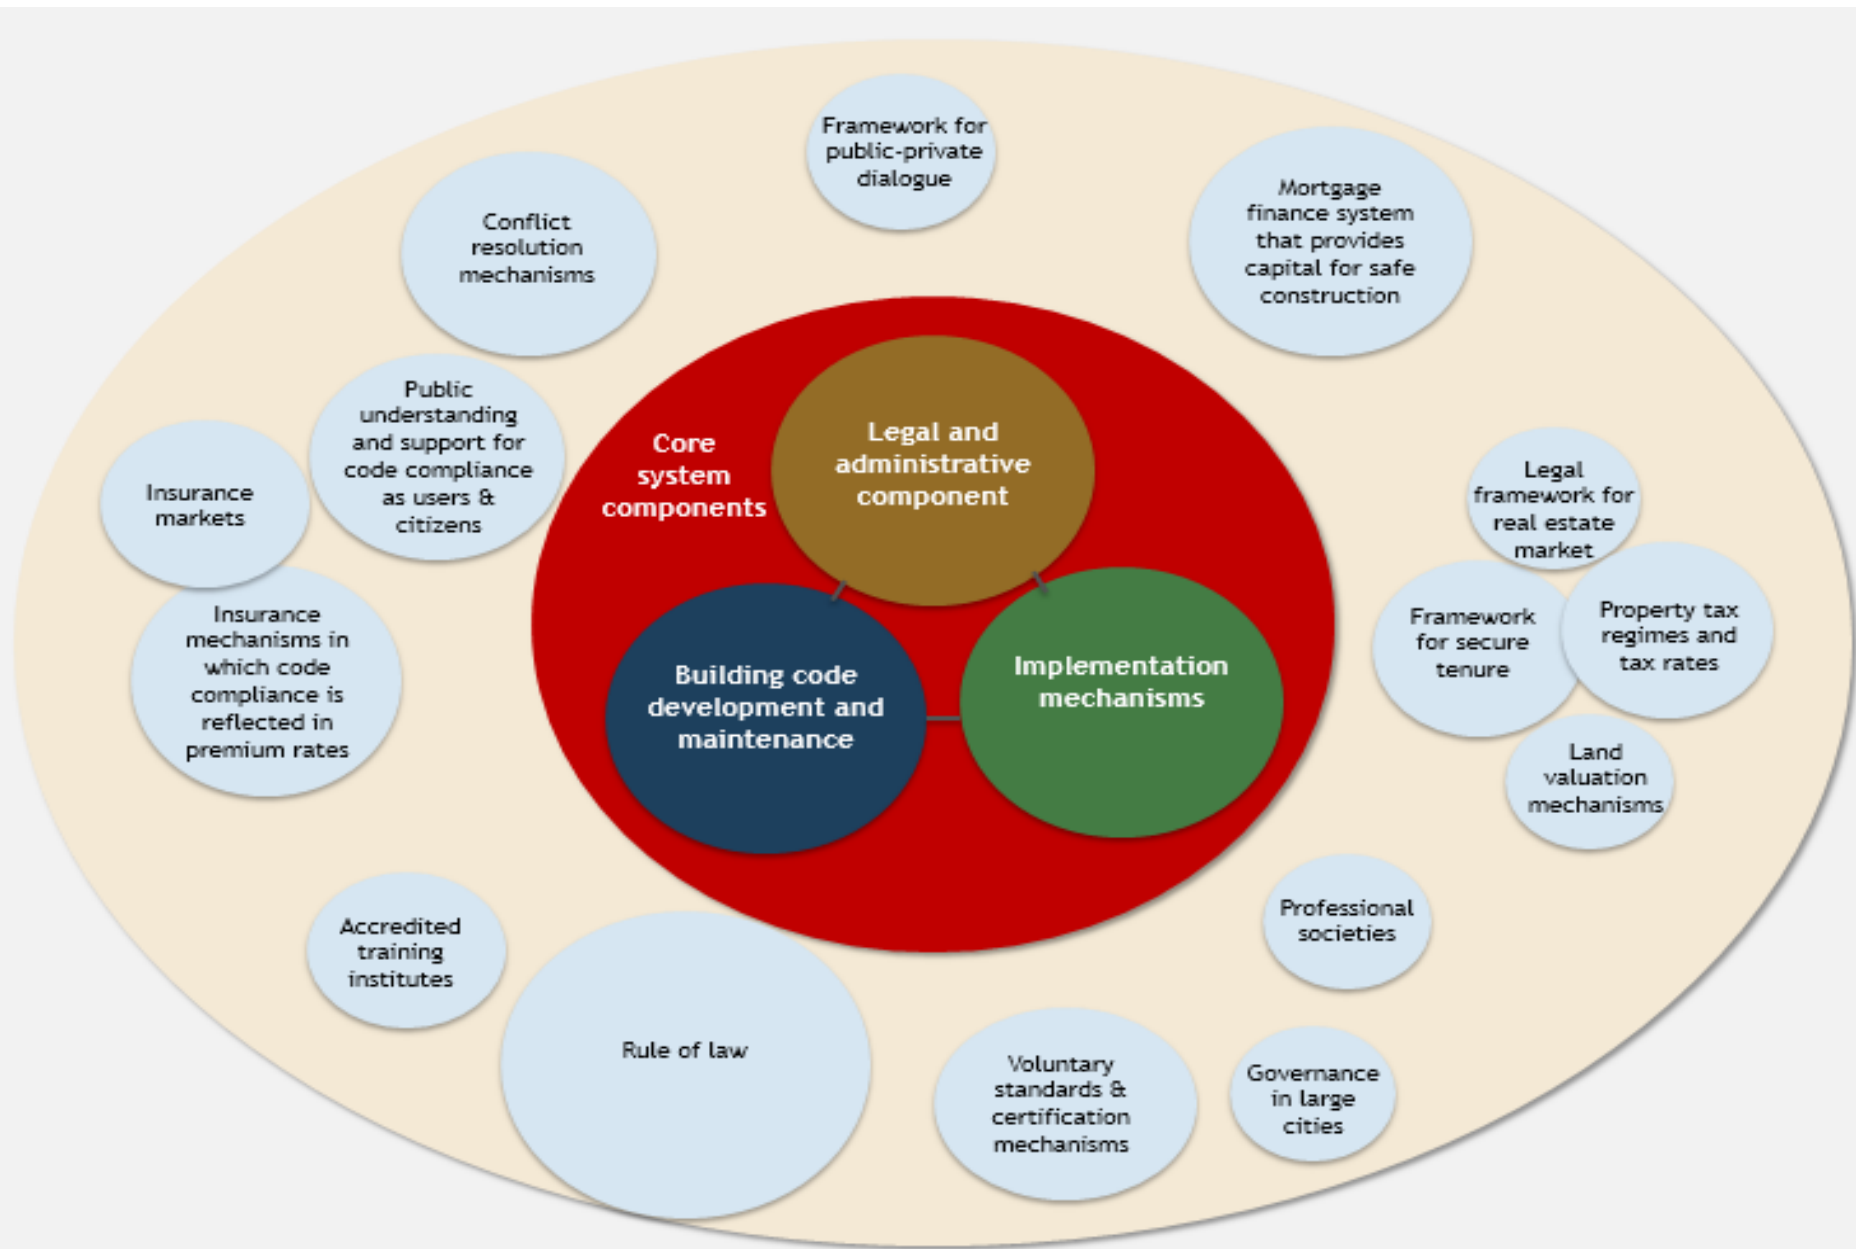 Framework for
public-private
dialogue
Mortgage
finance system
that provides
capital for safe
construction
Conflict
resolution
mechanisms
Public
understanding
and support for
code compliance
as users &
citizens
Insurance
markets
Insurance
mechanisms in
which code
compliance is
reflected in
premium rates
Core
system
components
Legal and
administrative
component
Building code
development and
maintenance
Implementation
mechanisms
Legal
framework for
real estate
market
Framework
for secure
tenure
Property tax
regimes and
tax rates
Land
valuation
mechanisms
Accredited
training
institutes
Rule of law
Voluntary
standards &
certification
mechanisms
Professional
societies
Governance
in large
cities